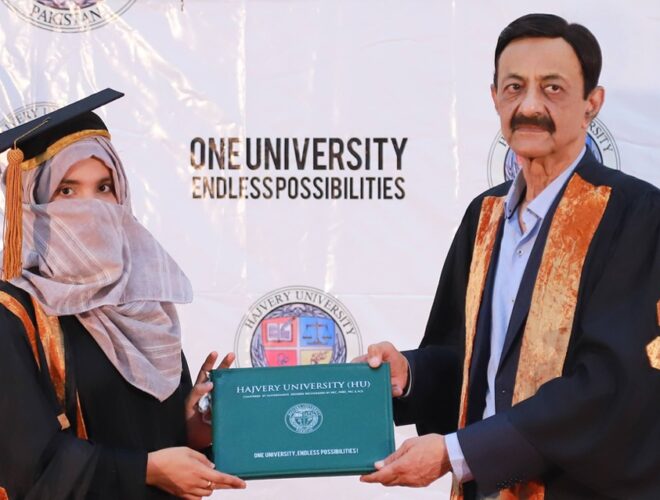 PAKISTAN
ONE UNIVERSITY
ENDLESS POSSIBILITIES
HAJVERY UNIVERSITY
HAJVERY UNIVERSITY (HU)
ONE UNIVERSITY, ENDLESS POSSIBILITIES!